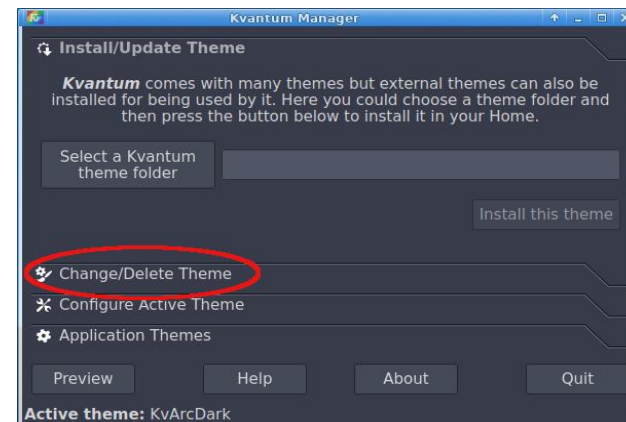 Kvantum Manager
Install/Update Theme
Kvantum comes with many themes but external themes can also be
installed for being used by it. Here you could choose a theme folder and
then press the button below to install it in your Home.
Select a Kvantum
theme folder
Install this theme
Change/Delete Theme
Configure Active Theme
Application Themes
Preview Help About Quit
Active theme: KvArcDark